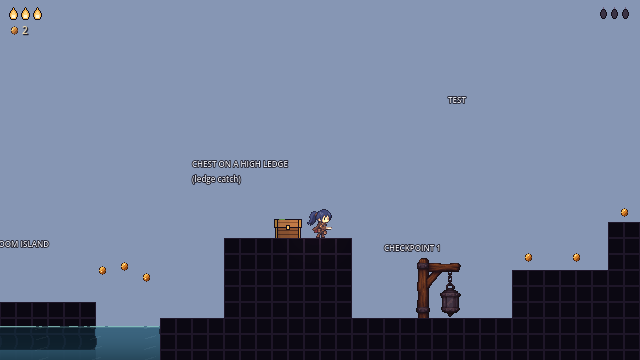 2
TEST
CHEST ON A HIGH LEDGE
(ledge catch)
OOM ISLAND
CHECKPOINT 1